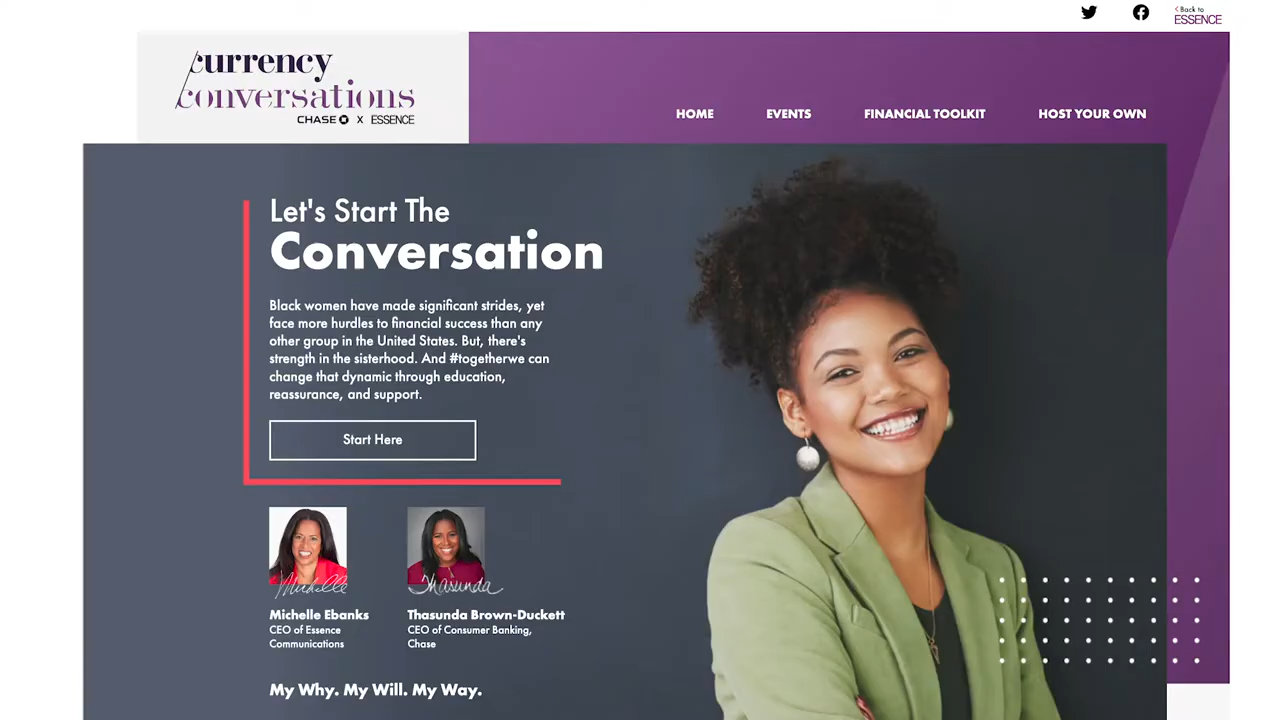 Back to
ESSENCE
currency
conversations
CHASE X ESSENCE
HOME EVENTS FINANCIAL TOOLKIT HOST YOUR OWN
Let's Start The
Conversation
Black women have made significant strides, yet
face more hurdles to financial success than any
other group in the United States. But, there's
strength in the sisterhood. And #togetherwe can
change that dynamic through education,
reassurance, and support.
Start Here
Michelle
Thasunda
Michelle Ebanks
CEO of Essence
Communications
Thasunda Brown-Duckett
CEO of Consumer Banking,
Chase
My Why. My Will. My Way.